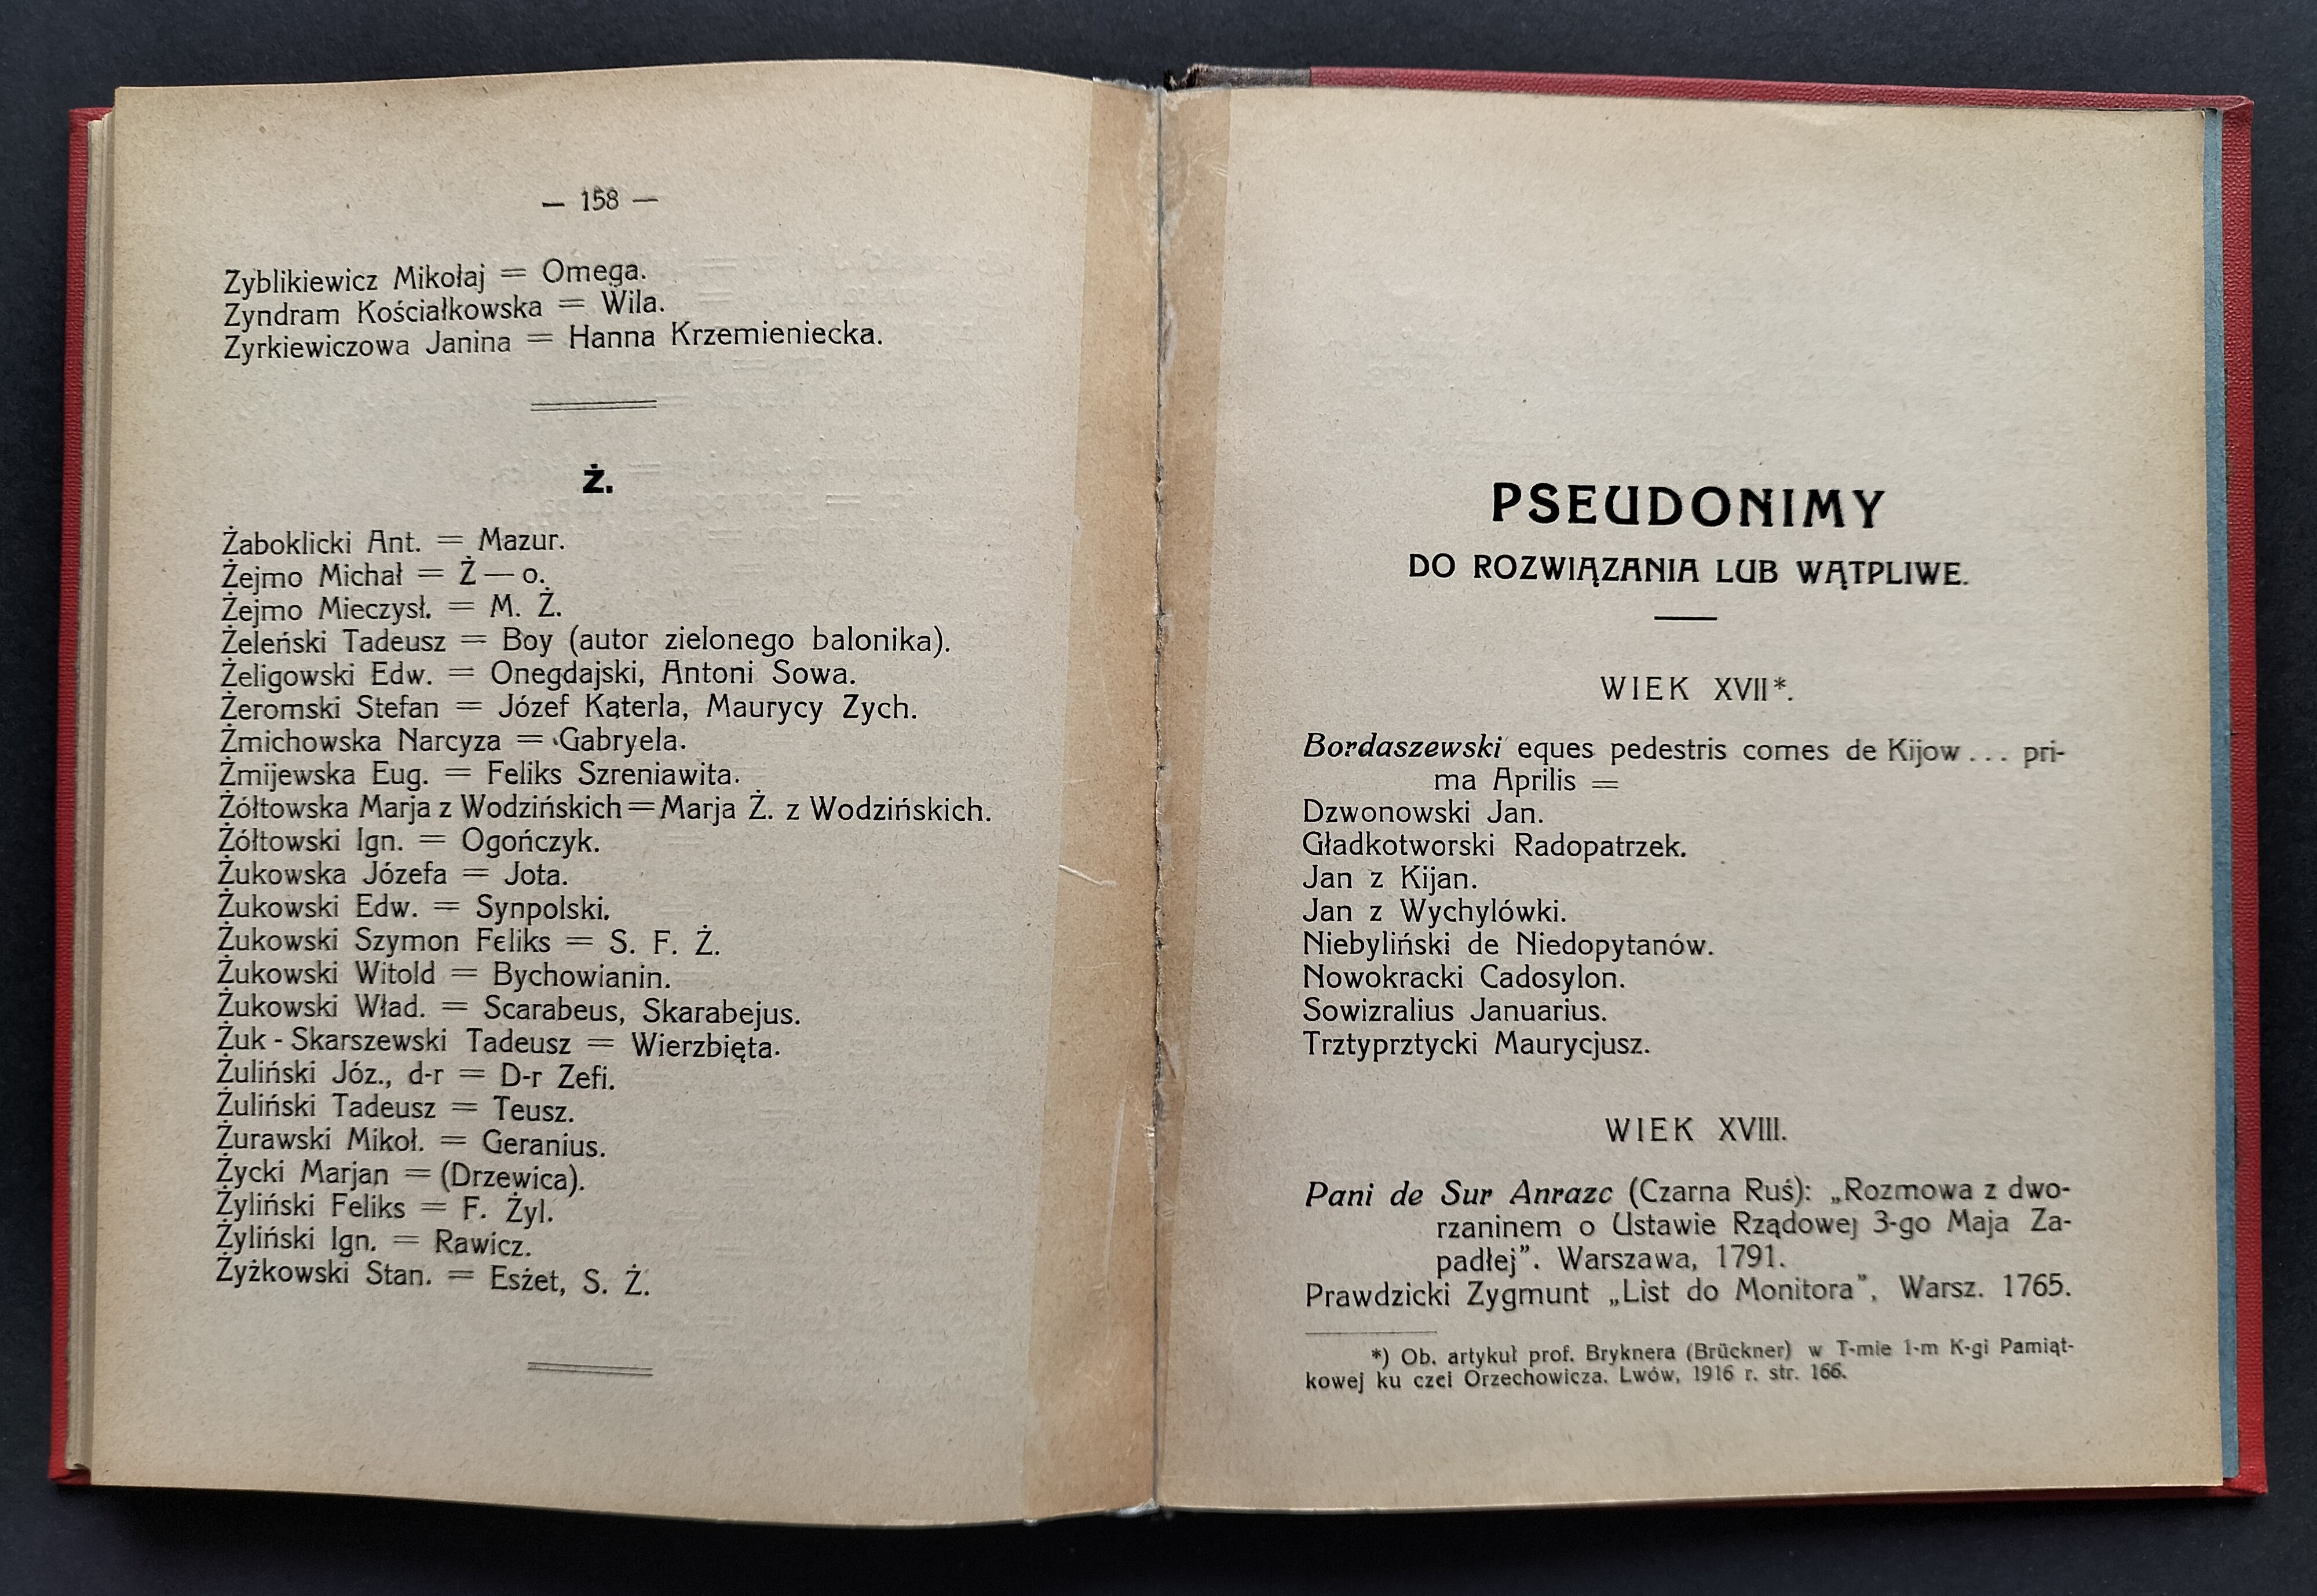 — 158 —
Zyblikiewicz Mikołaj = Omega.
Zyndram Kościałkowska = Wila.
Zyrkiewiczowa Janina = Hanna Krzemieniecka.
Ż.
Żaboklicki Ant. = Mazur.
Żejmo Michał = Ż — o.
Żejmo Mieczysł. = M. Ż.
Żeleński Tadeusz = Boy (autor zielonego balonika).
Żeligowski Edw. = Onegdajski, Antoni Sowa.
Żeromski Stefan = Józef Katerla, Maurycy Zych.
Żmichowska Narcyza = Gabryela.
Żmijewska Eug. = Feliks Szreniawita.
Żółtowska Marja z Wodzińskich = Marja Ż. z Wodzińskich.
Żółtowski Ign. = Ogończyk.
Żukowska Józefa = Jota.
Żukowski Edw. = Synpolski.
Żukowski Szymon Feliks = S. F. Ż.
Żukowski Witold = Bychowianin.
Żukowski Wład. = Scarabeus, Skarabejus.
Żuk - Skarszewski Tadeusz = Wierzbięta.
Żuliński Józ., d-r = D-r Zefi.
Żuliński Tadeusz = Teusz.
Żurawski Mikoł. = Geranius.
Życki Marjan = (Drzewica).
Żyliński Feliks = F. Żyl.
Żyliński Ign. = Rawicz.
Żyżkowski Stan. = Esżet, S. Ż.
PSEUDONIMY
DO ROZWIĄZANIA LUB WĄTPLIWE.
WIEK XVII*.
Bordaszewski eques pedestris comes de Kijow . . . pri-
ma Aprilis =
Dzwonowski Jan.
Gładkotworski Radopatrzek.
Jan z Kijan.
Jan z Wychylówki.
Niebyliński de Niedopytanów.
Nowokracki Cadosylon.
Sowizralius Januarius.
Trztyprztycki Maurycjusz.
WIEK XVIII.
Pani de Sur Anrazc (Czarna Ruś): „Rozmowa z dwo-
rzaninem o Ustawie Rządowej 3-go Maja Za-
padłej”. Warszawa, 1791.
Prawdzicki Zygmunt „List do Monitora”. Warsz. 1765.
*) Ob. artykuł prof. Bryknera (Brückner) w T-mie 1-m K-gi Pamiąt-
kowej ku czci Orzechowicza. Lwów, 1916 r. str. 166.